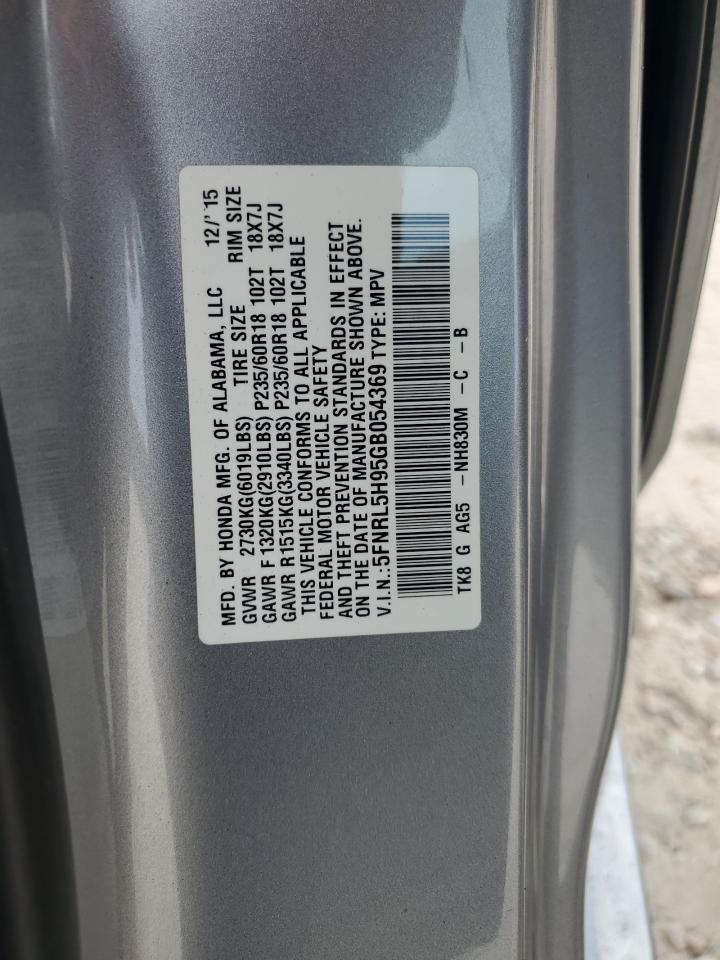 MFD. BY HONDA MFG. OF ALABAMA, LLC 12/'15
GVWR 2730KG(6019LBS) TIRE SIZE RIM SIZE
GAWR F 1320KG(2910LBS) P235/60R18 102T 18X7J
GAWR R1515KG(3340LBS) P235/60R18 102T 18X7J
THIS VEHICLE CONFORMS TO ALL APPLICABLE
FEDERAL MOTOR VEHICLE SAFETY
AND THEFT PREVENTION STANDARDS IN EFFECT
ON THE DATE OF MANUFACTURE SHOWN ABOVE.
V.I.N.:5FNRL5H95GB054369 TYPE: MPV
TK8 G AG5 -NH830M -C -B